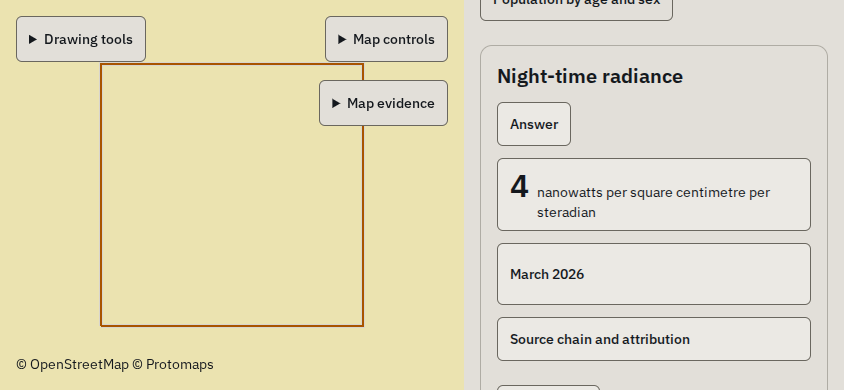 Drawing tools
Map controls
Map evidence
© OpenStreetMap © Protomaps
Population by age and sex
Night-time radiance
Answer
4 nanowatts per square centimetre per
steradian
March 2026
Source chain and attribution